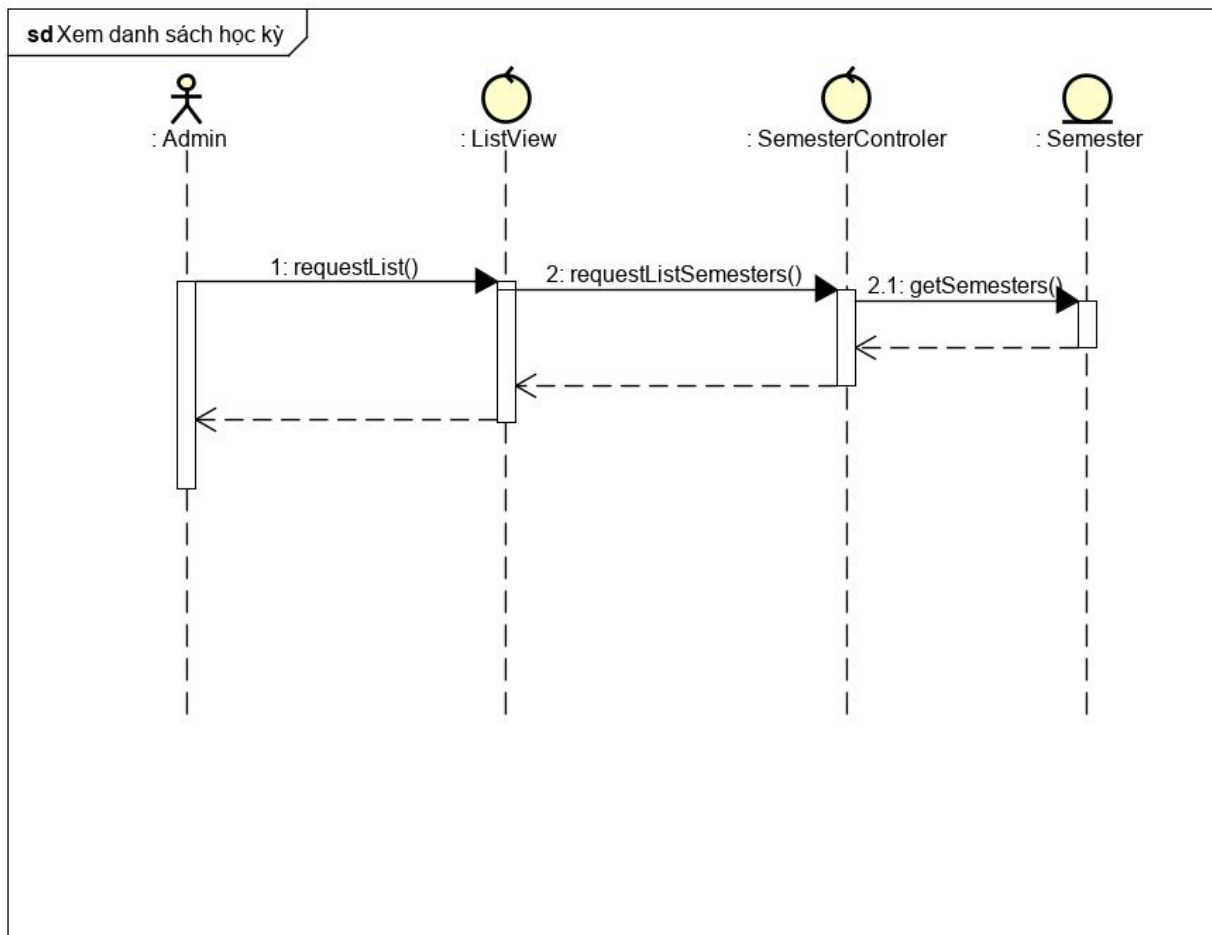 sd Xem danh sách học kỳ
: Admin
: ListView
: SemesterControler
: Semester
1: requestList()
2: requestListSemesters()
2.1: getSemesters()